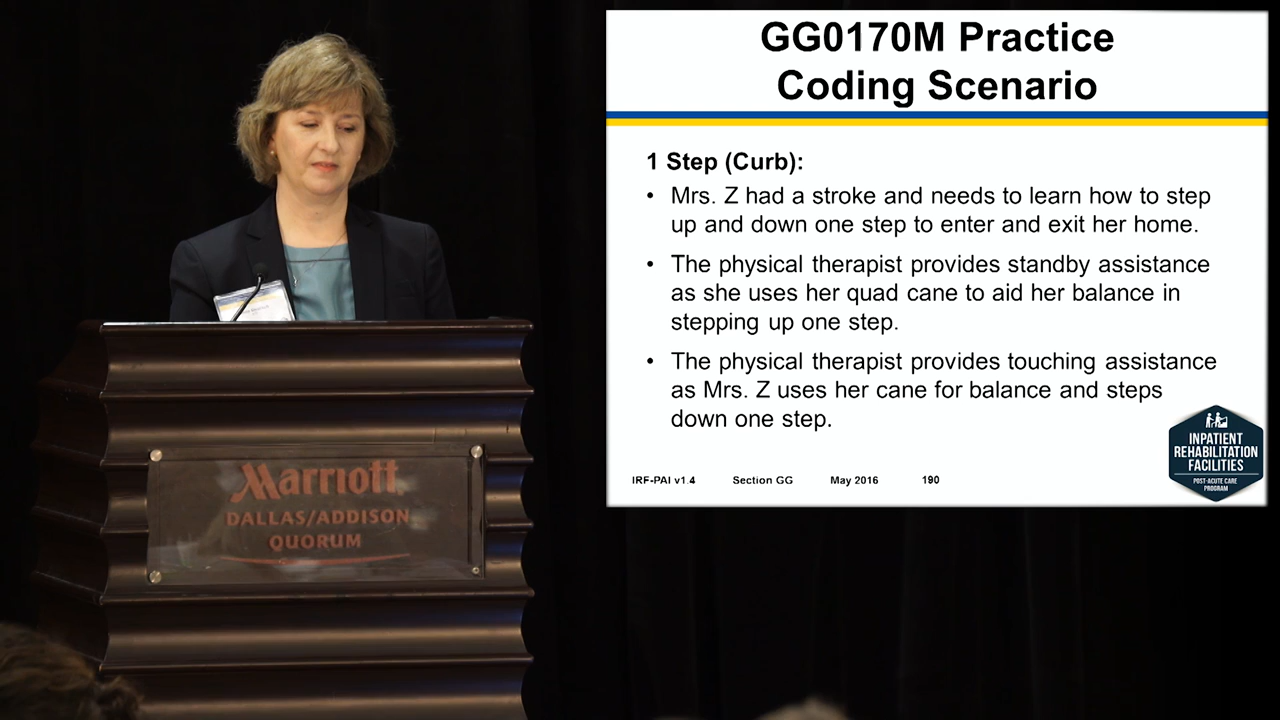 GG0170M Practice
Coding Scenario
1 Step (Curb):
• Mrs. Z had a stroke and needs to learn how to step
up and down one step to enter and exit her home.
• The physical therapist provides standby assistance
as she uses her quad cane to aid her balance in
stepping up one step.
• The physical therapist provides touching assistance
as Mrs. Z uses her cane for balance and steps
down one step.
IRF-PAI v1.4 Section GG May 2016 190
INPATIENT
REHABILITATION
FACILITIES
POST-ACUTE CARE
PROGRAM
Marriott
DALLAS/ADDISON
QUORUM